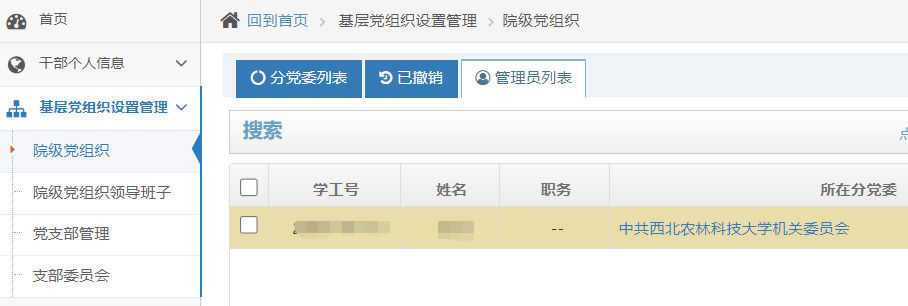 首页
干部个人信息
基层党组织设置管理
院级党组织
院级党组织领导班子
党支部管理
支部委员会
回到首页 > 基层党组织设置管理 > 院级党组织
分党委列表 已撤销 管理员列表
搜索
学工号 姓名 职务 所在分党委
-- 中共西北农林科技大学机关委员会